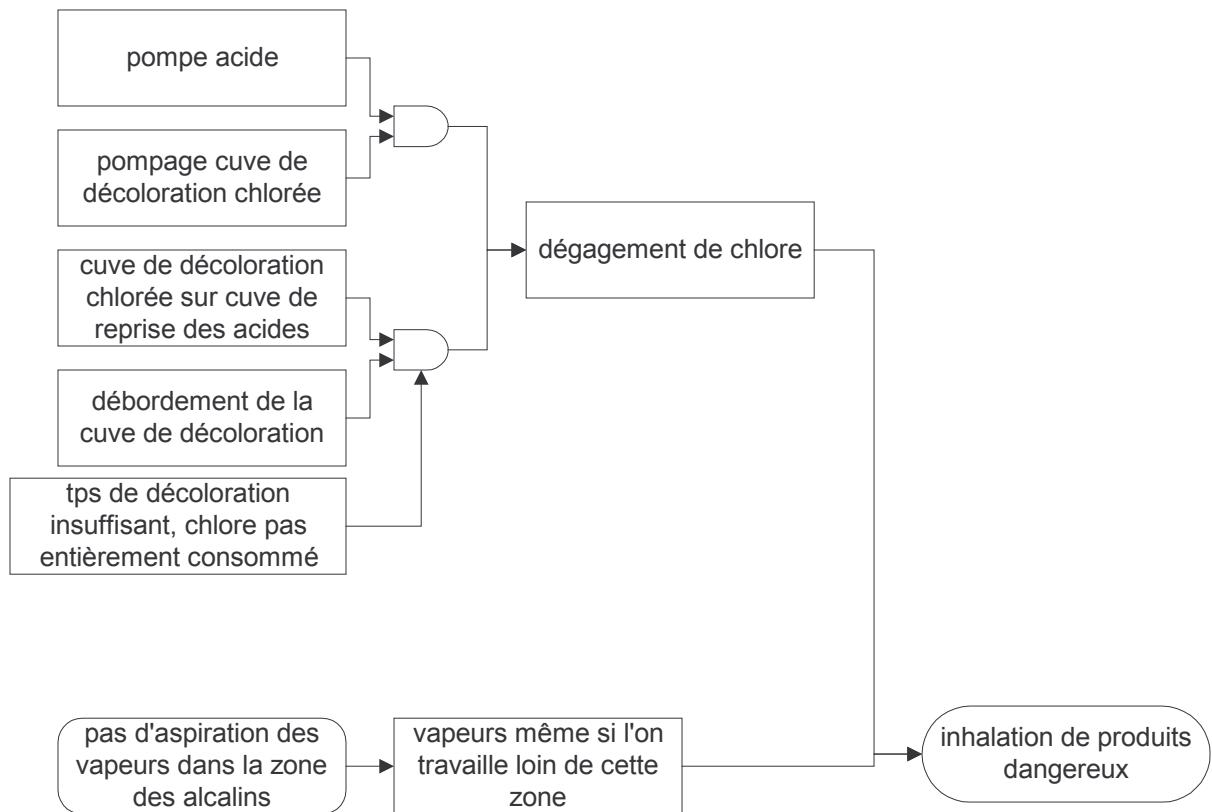 pompe acide
pompage cuve de
décoloration chlorée
cuve de décoloration
chlorée sur cuve de
reprise des acides
débordement de la
cuve de décoloration
tps de décoloration
insuffisant, chlore pas
entièrement consommé
dégagement de chlore
pas d'aspiration des
vapeurs dans la zone
des alcalins
vapeurs même si l'on
travaille loin de cette
zone
inhalation de produits
dangereux